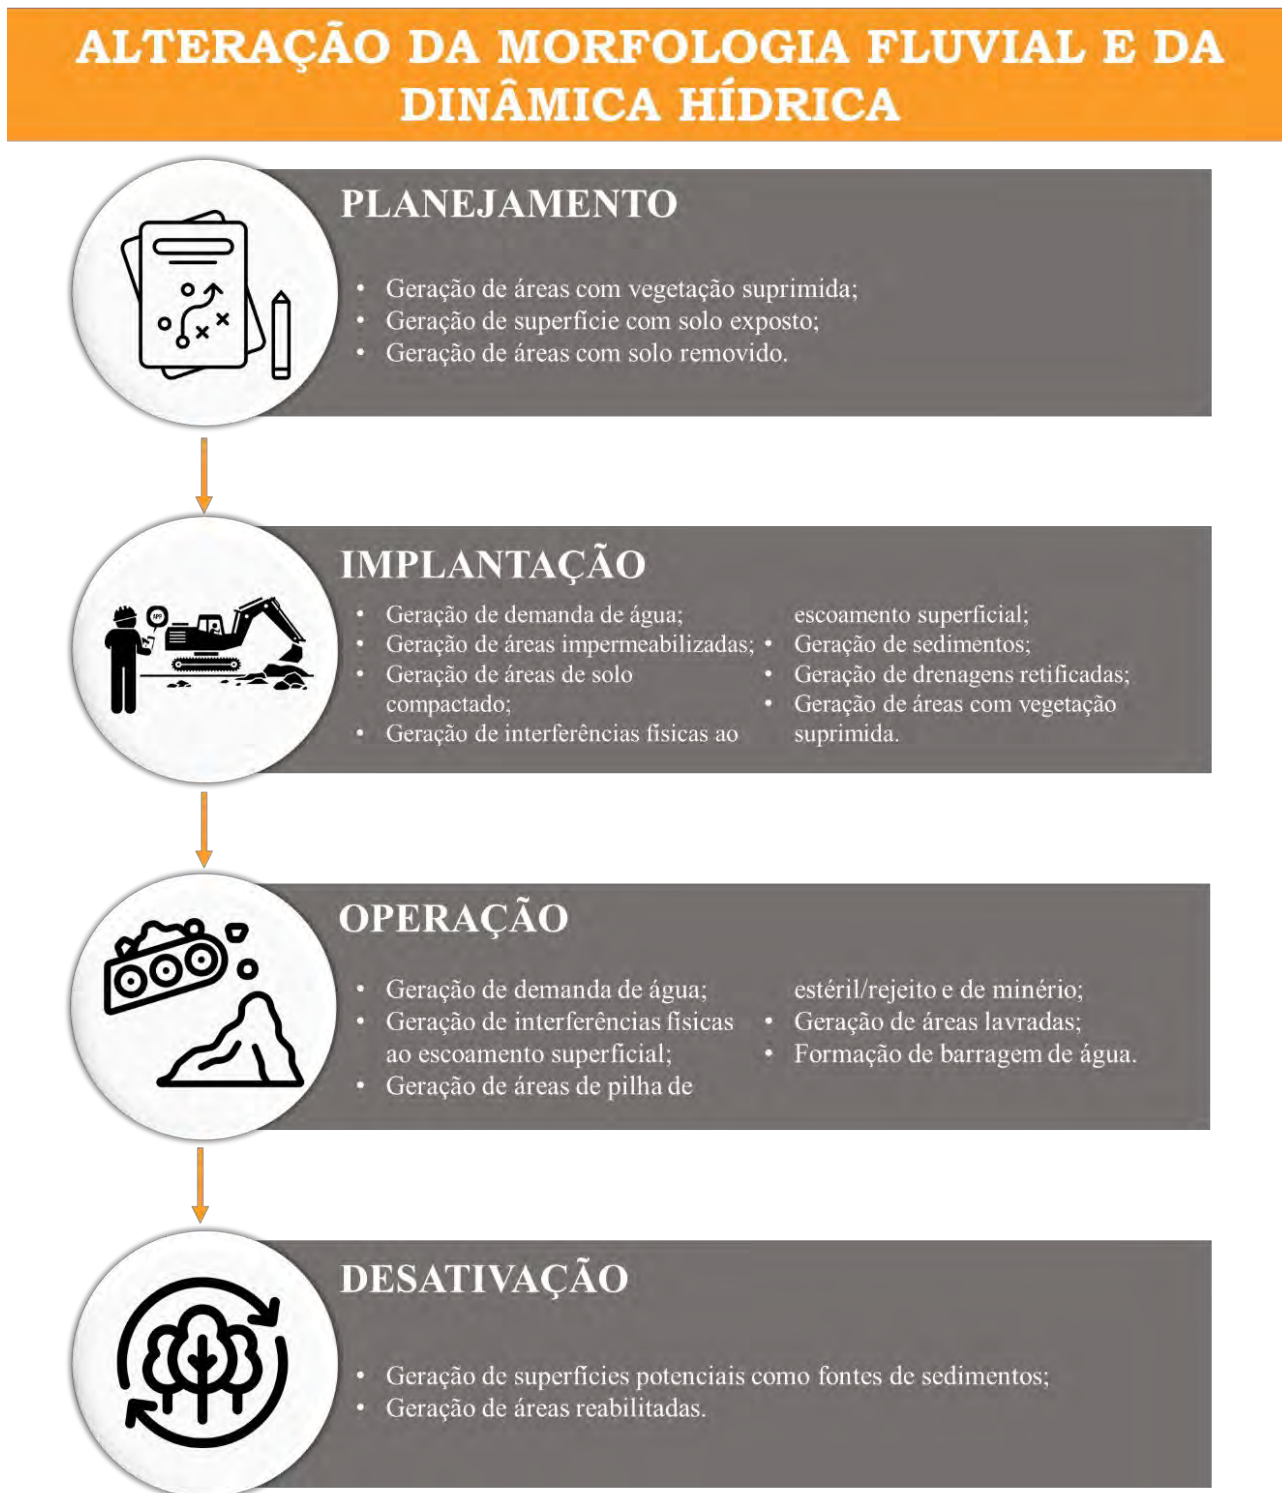 ALTERAÇÃO DA MORFOLOGIA FLUVIAL E DA
DINÂMICA HÍDRICA
PLANEJAMENTO
• Geração de áreas com vegetação suprimida;
• Geração de superfície com solo exposto;
• Geração de áreas com solo removido.
IMPLANTAÇÃO
• Geração de demanda de água;
• Geração de áreas impermeabilizadas;
• Geração de áreas de solo
compactado;
• Geração de interferências físicas ao
escoamento superficial;
• Geração de sedimentos;
• Geração de drenagens retificadas;
• Geração de áreas com vegetação
suprimida.
OPERAÇÃO
• Geração de demanda de água;
• Geração de interferências físicas
ao escoamento superficial;
• Geração de áreas de pilha de
estéril/rejeito e de minério;
• Geração de áreas lavradas;
• Formação de barragem de água.
DESATIVAÇÃO
• Geração de superfícies potenciais como fontes de sedimentos;
• Geração de áreas reabilitadas.